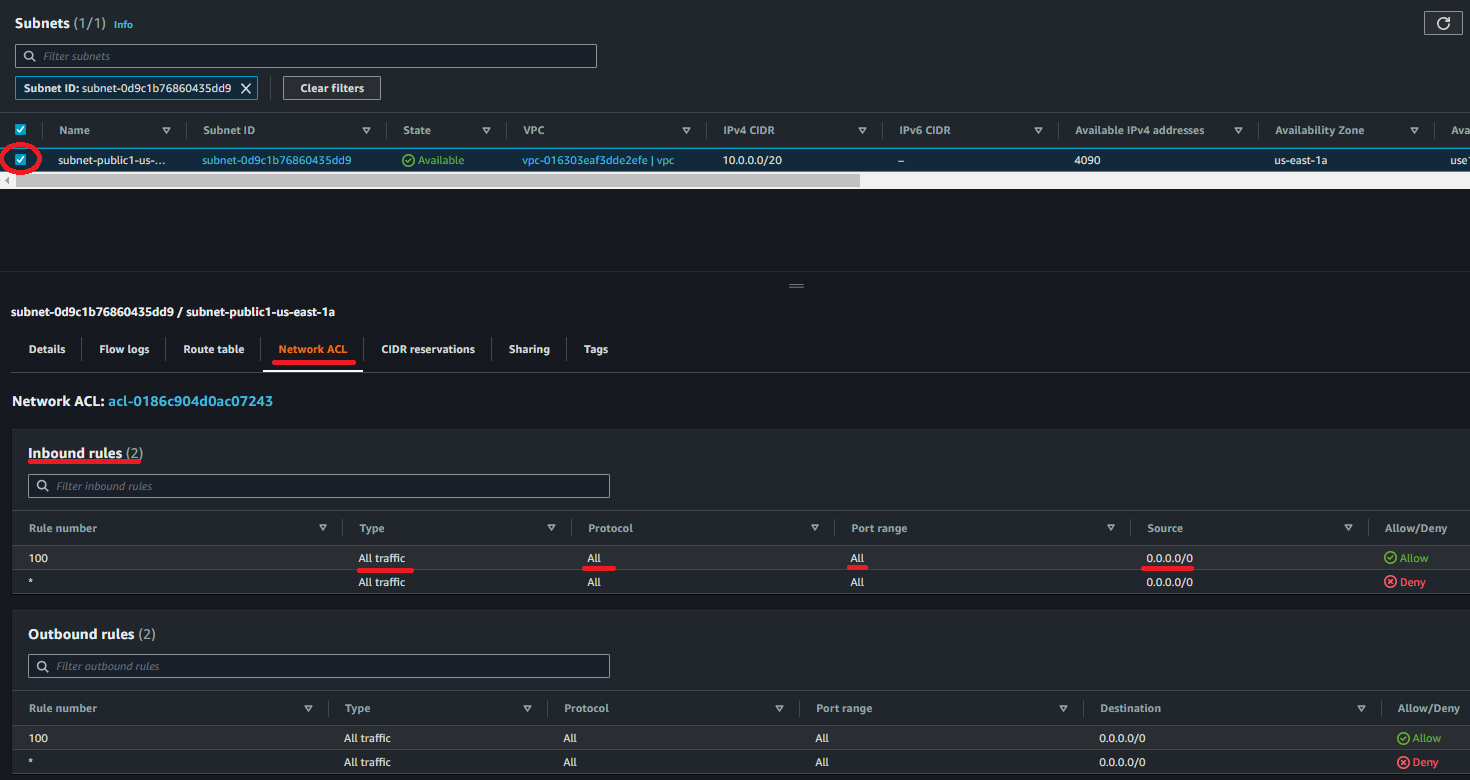 Subnets (1/1) Info
Filter subnets
Subnet ID: subnet-0d9c1b76860435dd9
Clear filters
Name Subnet ID State VPC IPv4 CIDR IPv6 CIDR Available IPv4 addresses Availability Zone Ava
subnet-public1-us-... subnet-0d9c1b76860435dd9 Available vpc-016303eaf3dde2efe | vpc 10.0.0.0/20 – 4090 us-east-1a use1
subnet-0d9c1b76860435dd9 / subnet-public1-us-east-1a
Details Flow logs Route table Network ACL CIDR reservations Sharing Tags
Network ACL: acl-0186c904d0ac07243
Inbound rules (2)
Filter inbound rules
Rule number Type Protocol Port range Source Allow/Deny
100 All traffic All All 0.0.0.0/0 Allow
* All traffic All All 0.0.0.0/0 Deny
Outbound rules (2)
Filter outbound rules
Rule number Type Protocol Port range Destination Allow/Deny
100 All traffic All All 0.0.0.0/0 Allow
* All traffic All All 0.0.0.0/0 Deny